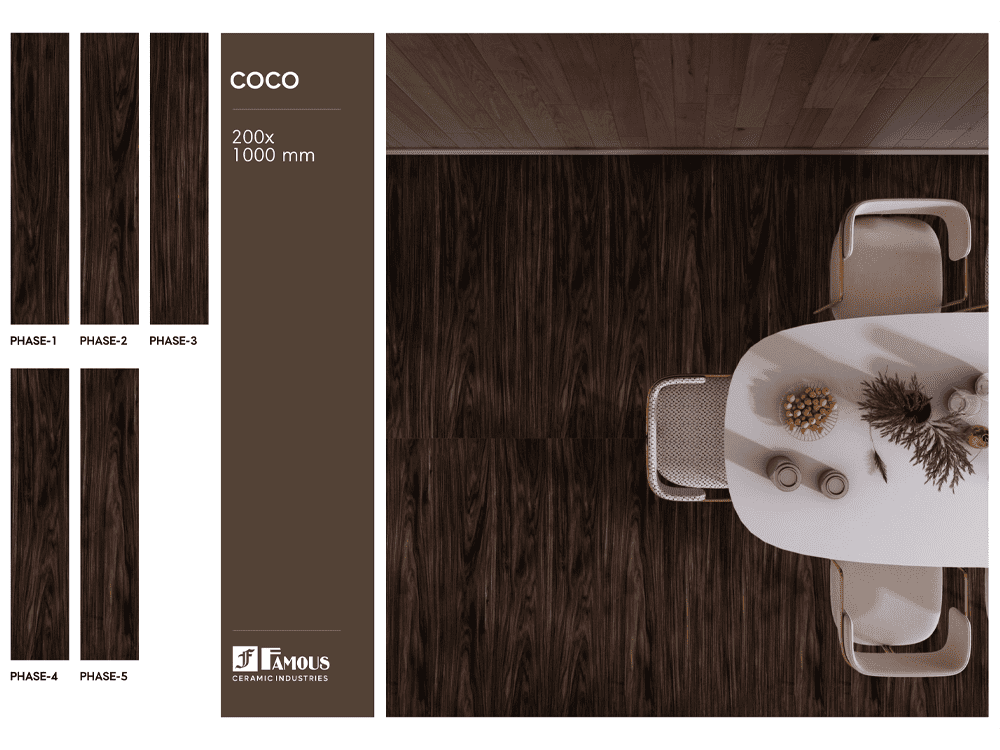 PHASE-1
PHASE-2
PHASE-3
PHASE-4
PHASE-5
COCO
200x
1000 mm
F FAMOUS
CERAMIC INDUSTRIES